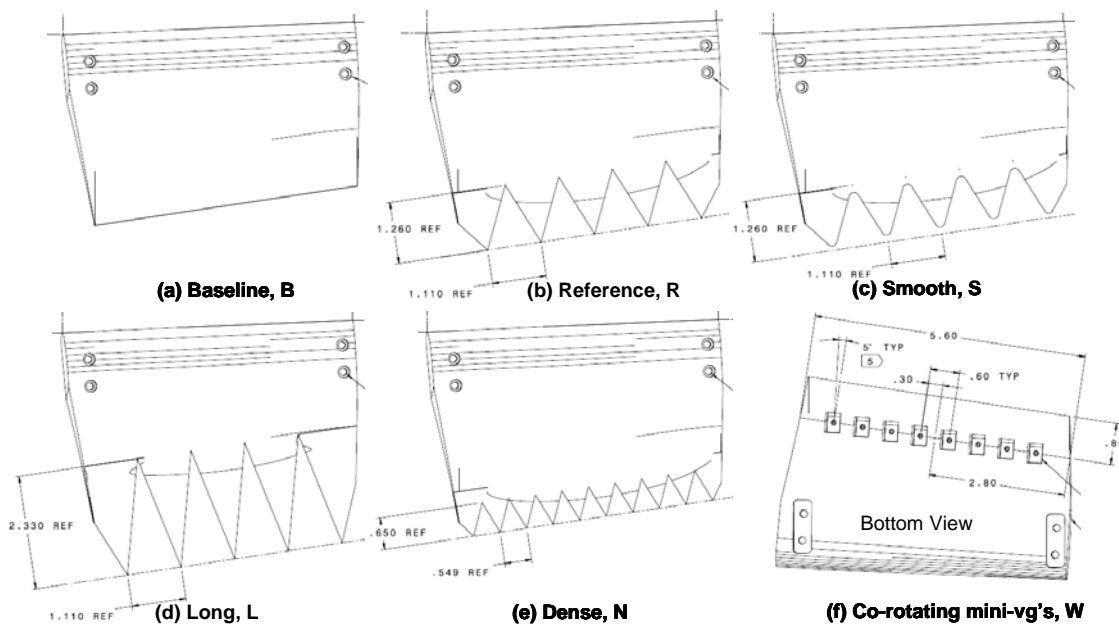 1.260 REF
1.110 REF
1.260 REF
1.110 REF
(a) Baseline, B
(b) Reference, R
(c) Smooth, S
2.330 REF
1.110 REF
.650 REF
.549 REF
5.60
5° TYP
5
.30
.60 TYP
.8
2.80
Bottom View
(d) Long, L
(e) Dense, N
(f) Co-rotating mini-vg's, W